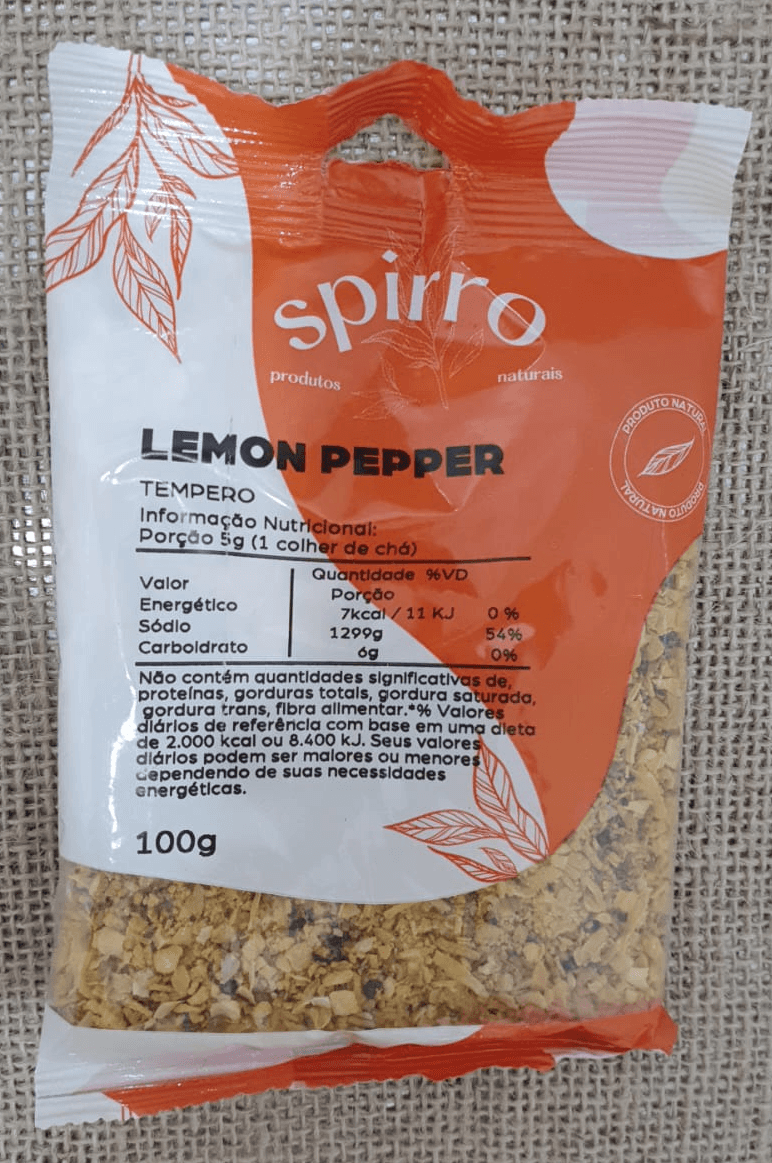 spirro
produtos naturais
PRODUTO NATURAL
PRODUTO NATURAL
LEMON PEPPER
TEMPERO
Informação Nutricional:
Porção 5g (1 colher de chá)
Quantidade %VD
Porção
Valor
Energético 7kcal / 11 KJ 0 %
Sódio 1299g 54%
Carboidrato 6g 0%
Não contém quantidades significativas de,
proteínas, gorduras totais, gordura saturada,
gordura trans, fibra alimentar.*% Valores
diários de referência com base em uma dieta
de 2.000 kcal ou 8.400 kJ. Seus valores
diários podem ser maiores ou menores
dependendo de suas necessidades
energéticas.
100g